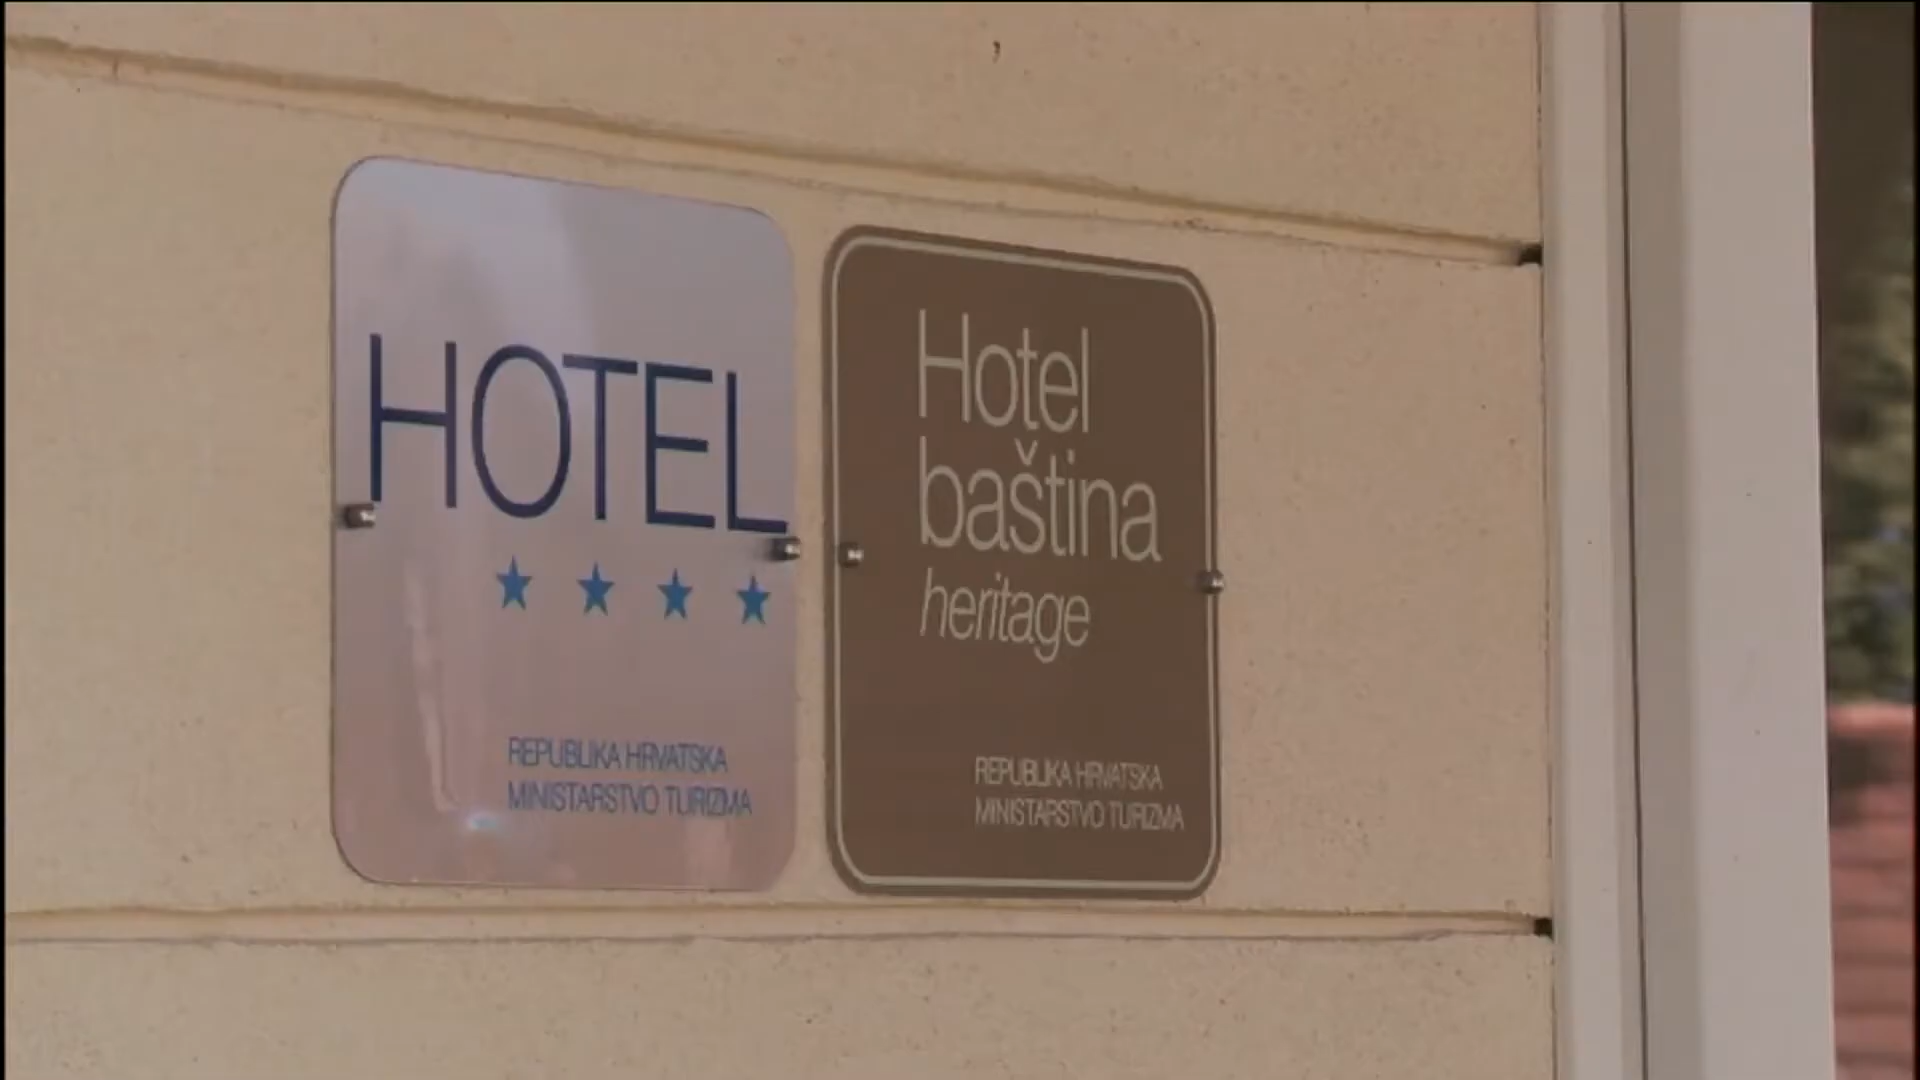 HOTEL
REPUBLIKA HRVATSKA
MINISTARSTVO TURIZMA
Hotel
baština
heritage
REPUBLIKA HRVATSKA
MINISTARSTVO TURIZMA